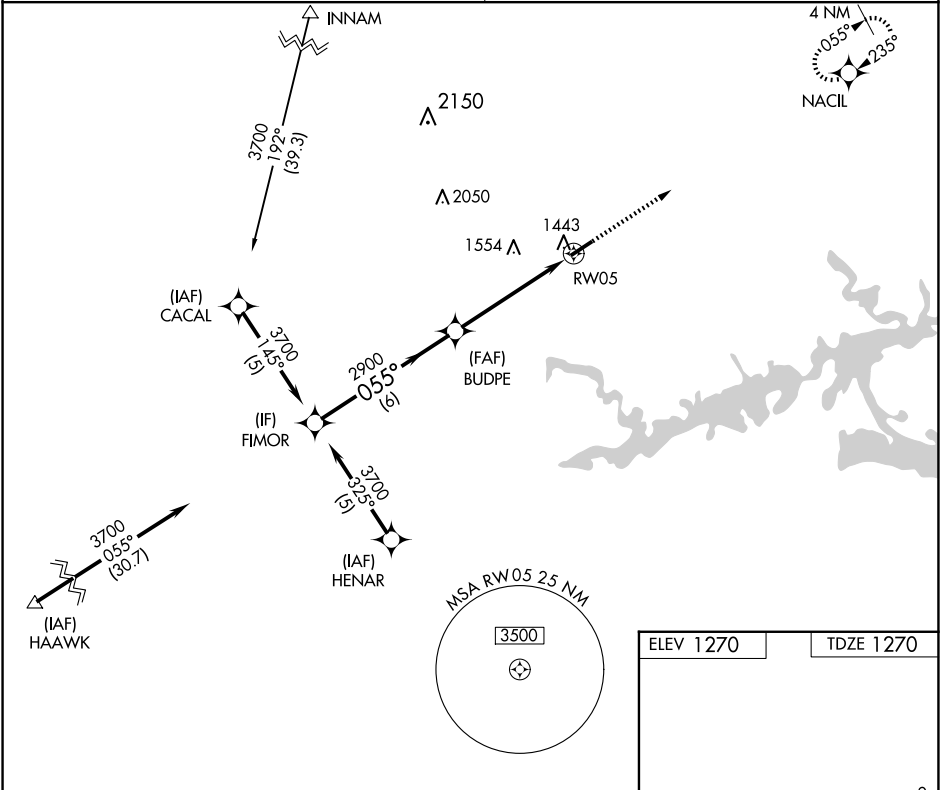 INNAM
4 NM
055°
235°
NACIL
3700
192°
(39.3)
2150
2050
1554
1443
RW05
(IAF)
CACAL
3700
145°
(5)
2900
055°
(6)
(FAF)
BUDPE
(IF)
FIMOR
3700
325°
(5)
3700
055°
(30.7)
(IAF)
HENAR
(IAF)
HAAWK
MSA RW05 25 NM
3500
ELEV 1270
TDZE 1270